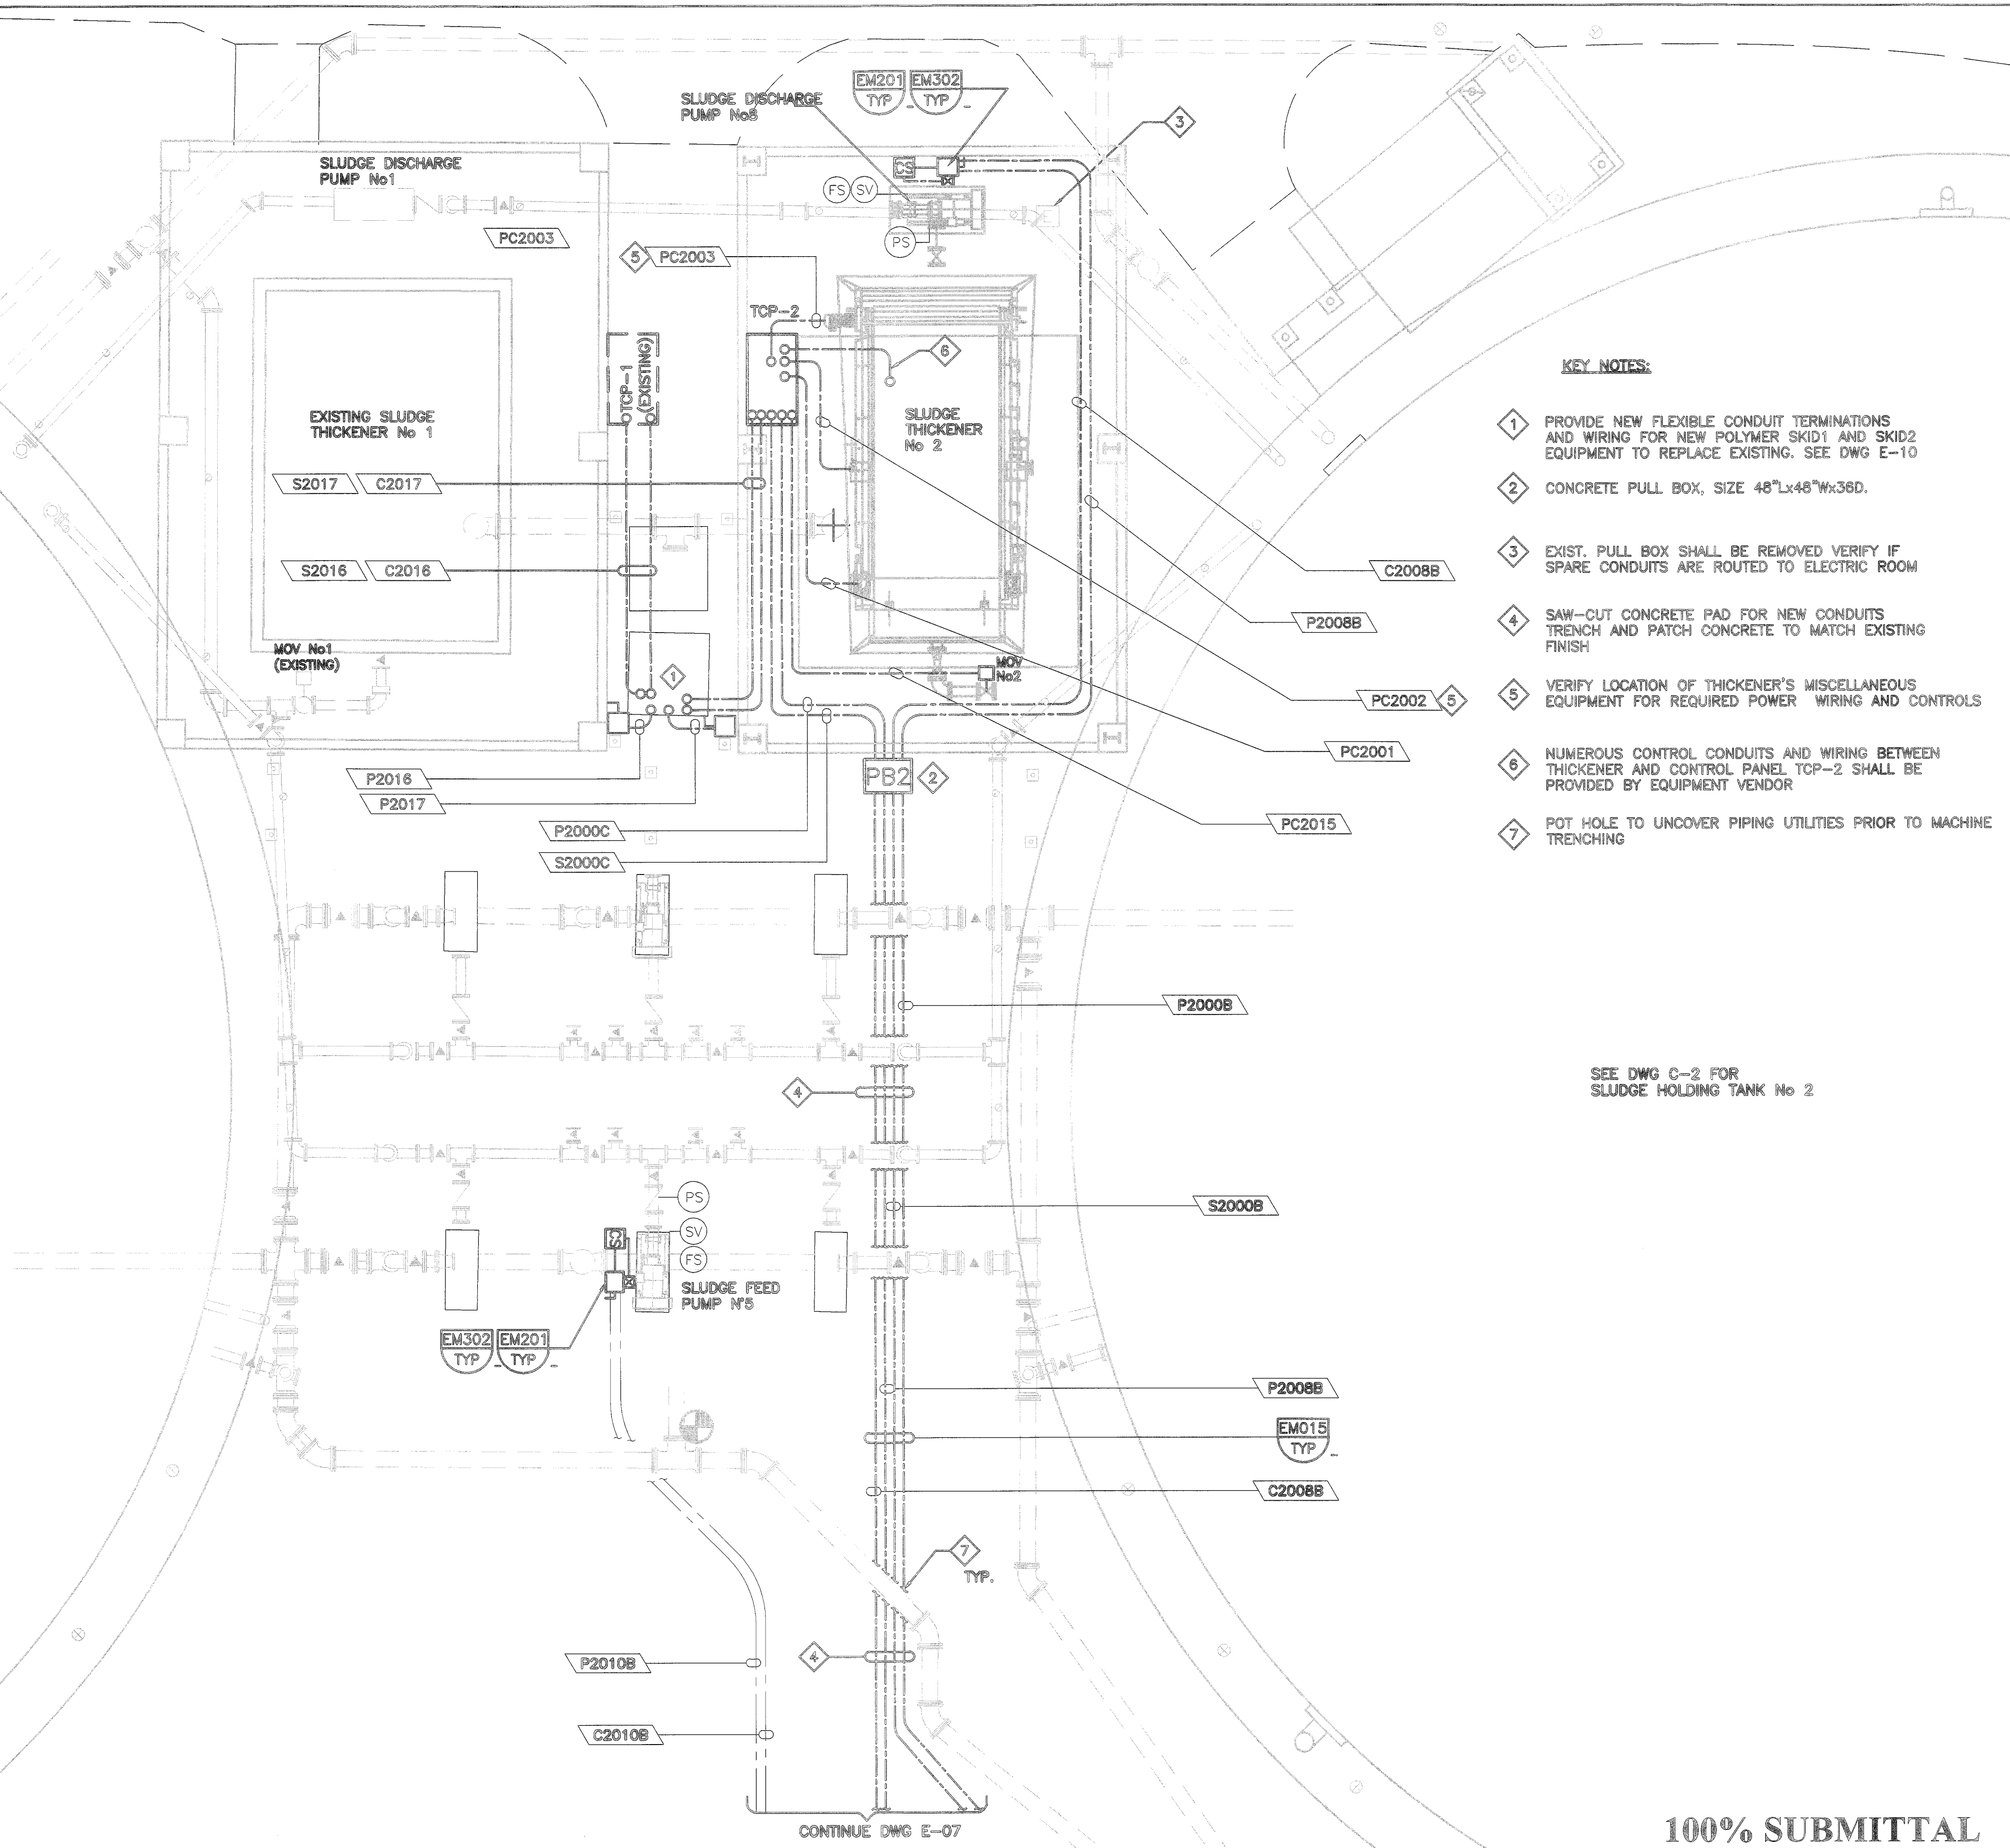 EM201
TYP
EM302
TYP
SLUDGE DISCHARGE
PUMP No8
3
SLUDGE DISCHARGE
PUMP No1
CS
FS
SV
PS
PC2003
5
PC2003
TCP-2
TCP-1
(EXISTING)
6
EXISTING SLUDGE
THICKENER No 1
SLUDGE
THICKENER
No 2
S2017
C2017
S2016
C2016
MOV No1
(EXISTING)
1
MOV
No2
C2008B
P2008B
PC2002
5
PC2001
PC2015
P2016
P2017
PB2
2
P2000C
S2000C
P2000B
4
S2000B
PS
SV
FS
CS
SLUDGE FEED
PUMP N°5
EM302
TYP
EM201
TYP
P2008B
EM015
TYP
C2008B
7
TYP.
4
P2010B
C2010B
CONTINUE DWG E-07
KEY NOTES:
1 PROVIDE NEW FLEXIBLE CONDUIT TERMINATIONS
AND WIRING FOR NEW POLYMER SKID1 AND SKID2
EQUIPMENT TO REPLACE EXISTING. SEE DWG E-10
2 CONCRETE PULL BOX, SIZE 48"Lx48"Wx36D.
3 EXIST. PULL BOX SHALL BE REMOVED VERIFY IF
SPARE CONDUITS ARE ROUTED TO ELECTRIC ROOM
4 SAW-CUT CONCRETE PAD FOR NEW CONDUITS
TRENCH AND PATCH CONCRETE TO MATCH EXISTING
FINISH
5 VERIFY LOCATION OF THICKENER'S MISCELLANEOUS
EQUIPMENT FOR REQUIRED POWER WIRING AND CONTROLS
6 NUMEROUS CONTROL CONDUITS AND WIRING BETWEEN
THICKENER AND CONTROL PANEL TCP-2 SHALL BE
PROVIDED BY EQUIPMENT VENDOR
7 POT HOLE TO UNCOVER PIPING UTILITIES PRIOR TO MACHINE
TRENCHING
SEE DWG C-2 FOR
SLUDGE HOLDING TANK No 2
100% SUBMITTAL